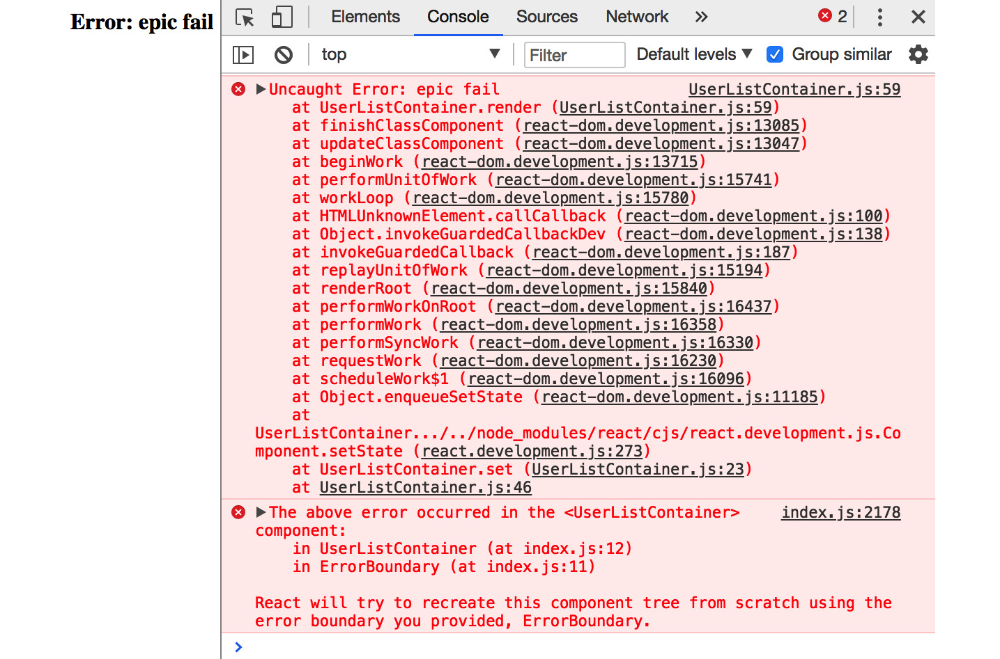 Error: epic fail
Elements Console Sources Network » 2
top Filter Default levels Group similar
Uncaught Error: epic fail UserListContainer.js:59
at UserListContainer.render (UserListContainer.js:59)
at finishClassComponent (react-dom.development.js:13085)
at updateClassComponent (react-dom.development.js:13047)
at beginWork (react-dom.development.js:13715)
at performUnitOfWork (react-dom.development.js:15741)
at workLoop (react-dom.development.js:15780)
at HTMLUnknownElement.callCallback (react-dom.development.js:100)
at Object.invokeGuardedCallbackDev (react-dom.development.js:138)
at invokeGuardedCallback (react-dom.development.js:187)
at replayUnitOfWork (react-dom.development.js:15194)
at renderRoot (react-dom.development.js:15840)
at performWorkOnRoot (react-dom.development.js:16437)
at performWork (react-dom.development.js:16358)
at performSyncWork (react-dom.development.js:16330)
at requestWork (react-dom.development.js:16230)
at scheduleWork$1 (react-dom.development.js:16096)
at Object.enqueueSetState (react-dom.development.js:11185)
at
UserListContainer.../../node_modules/react/cjs/react.development.js.Co
mponent.setState (react.development.js:273)
at UserListContainer.set (UserListContainer.js:23)
at UserListContainer.js:46
The above error occurred in the <UserListContainer> index.js:2178
component:
in UserListContainer (at index.js:12)
in ErrorBoundary (at index.js:11)
React will try to recreate this component tree from scratch using the
error boundary you provided, ErrorBoundary.